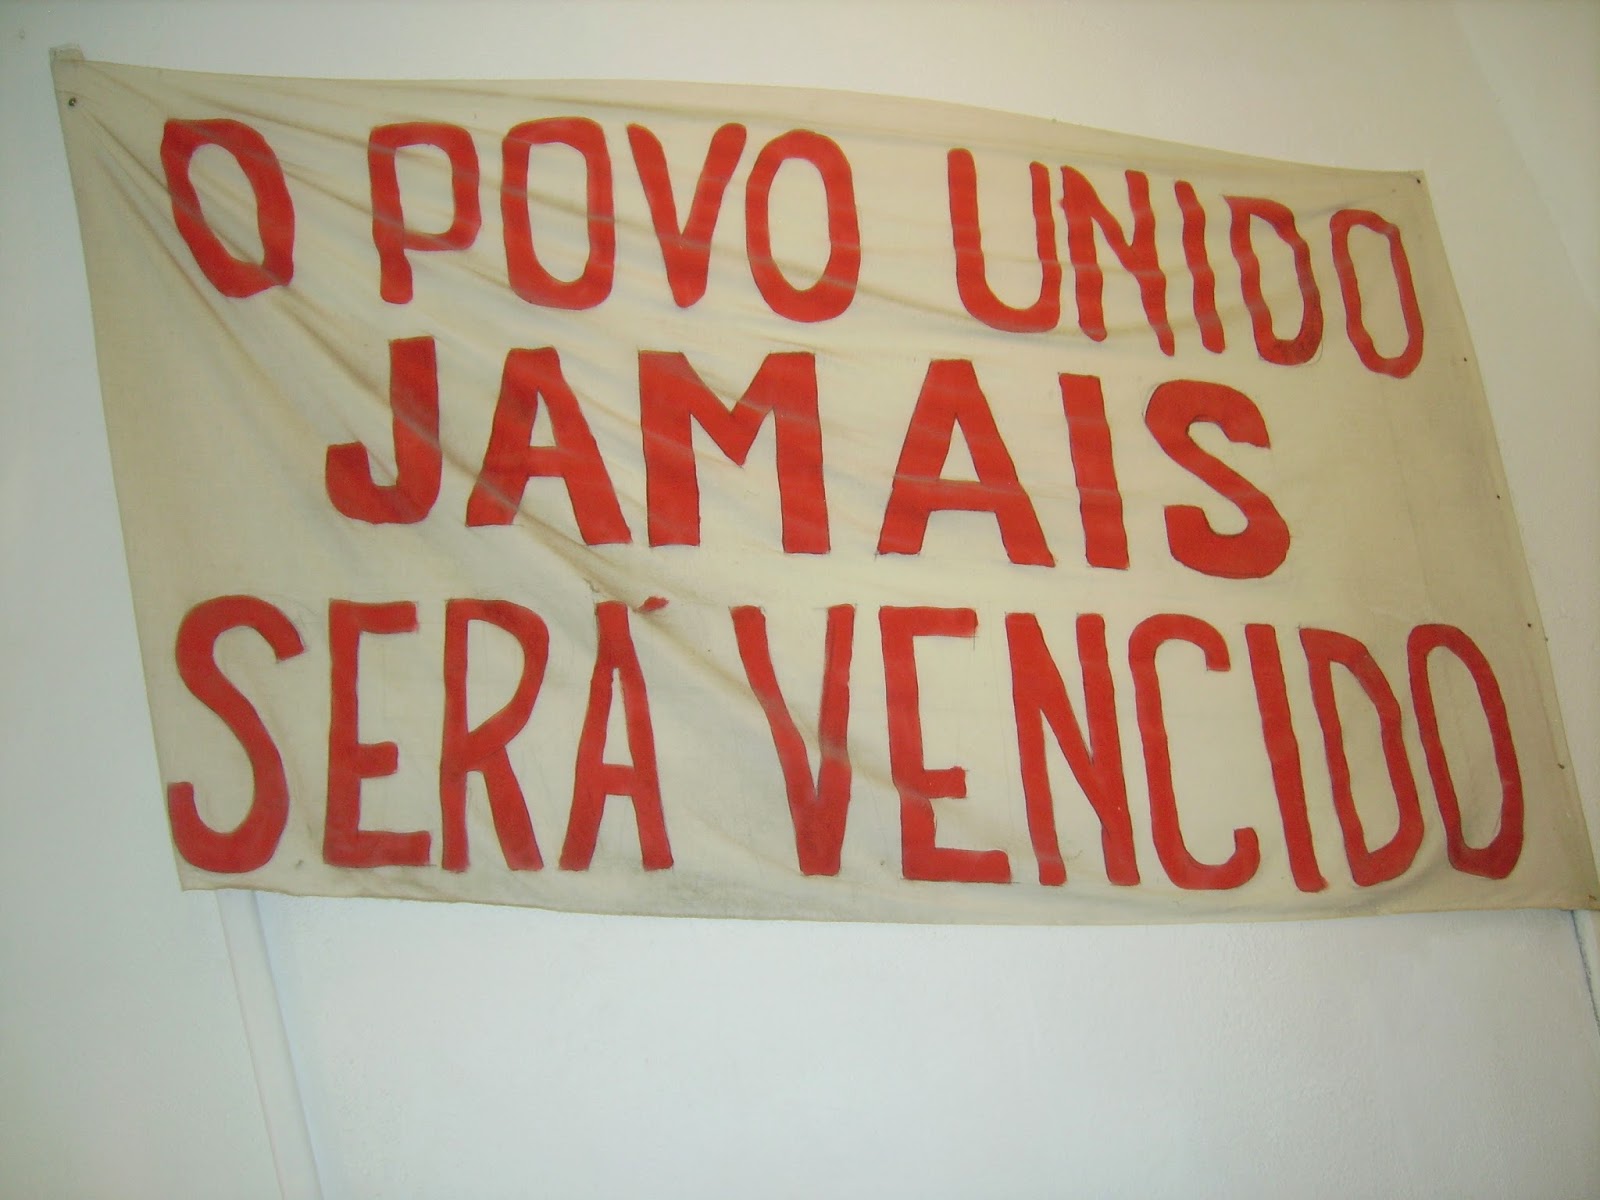 O POVO UNIDO
JAMAIS
SERÁ VENCIDO